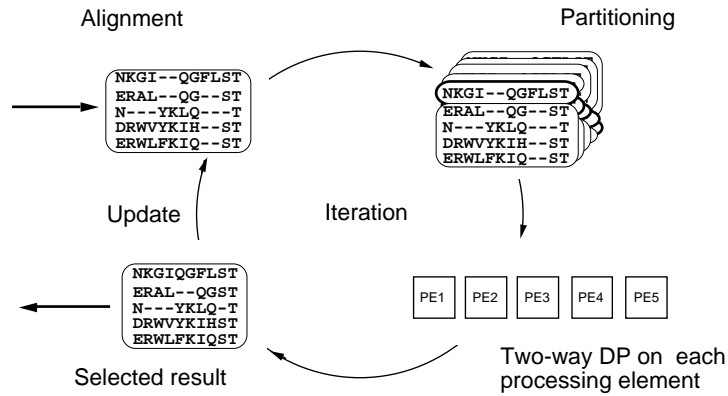 Alignment
Partitioning
NKGI--QGFLST
ERAL--QG--ST
N---YKLQ---T
DRWVYKIH--ST
ERWLFKIQ--ST
NKGI--QGFLST
ERAL--QG--ST
N---YKLQ---T
DRWVYKIH--ST
ERWLFKIQ--ST
Update
Iteration
NKGIQGFLST
ERAL--QGST
N---YKLQ-T
DRWVYKIHST
ERWLFKIQST
PE1 PE2 PE3 PE4 PE5
Selected result
Two-way DP on each
processing element